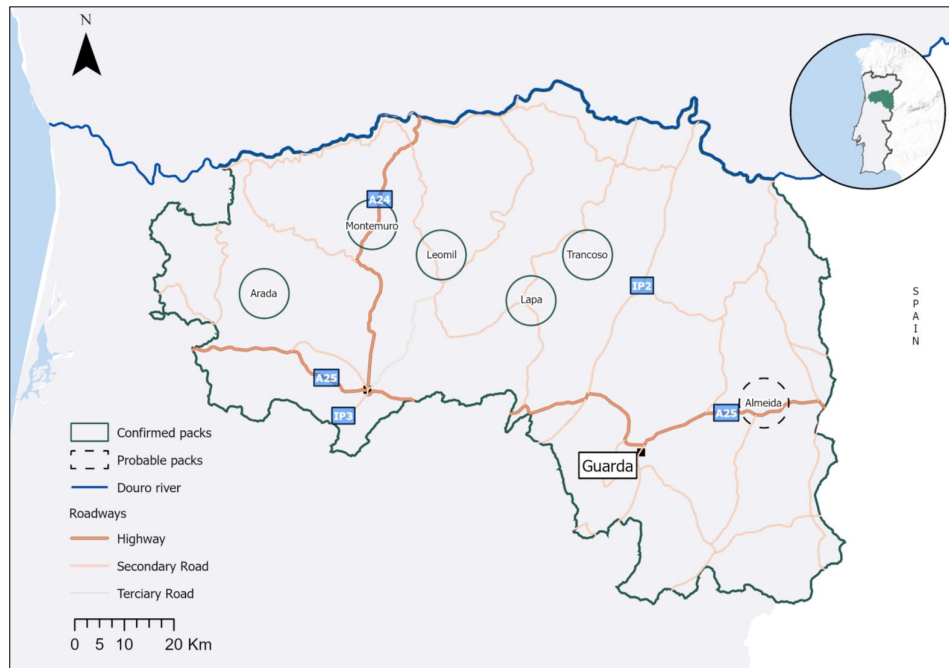 N
A24
Montemuro
Leomil
Trancoso
Arada
Lapa
IP2
S
P
A
I
N
A25
IP3
Almeida
A25
Guarda
Confirmed packs
Probable packs
Douro river
Roadways
Highway
Secondary Road
Terciary Road
0 5 10 20 Km